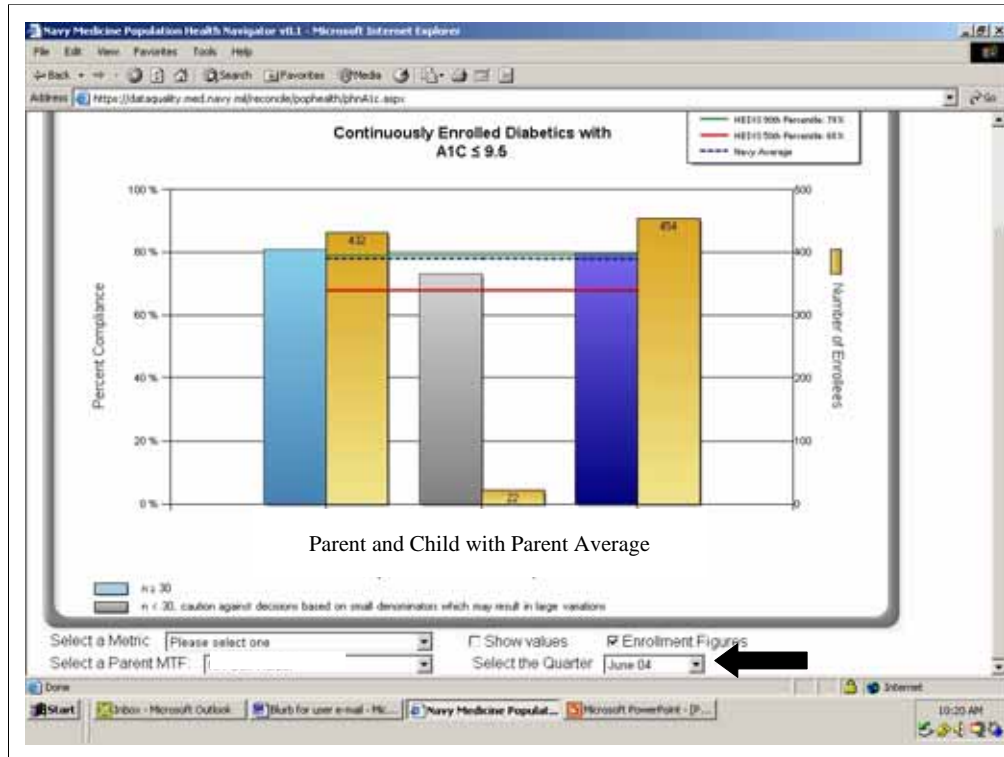 Navy Medicine Population Health Navigator v0.1 - Microsoft Internet Explorer
File Edit View Favorites Tools Help
Back Search Favorites Media
Address https://dataquality.med.navy.mil/reconcile/pophealth/phnA1c.aspx Go
Continuously Enrolled Diabetics with
A1C ≤ 9.5
HEDIS 90th Percentile: 79%
HEDIS 50th Percentile: 68%
Navy Average
100 %
80 %
60 %
40 %
20 %
0 %
Percent Compliance
432
22
454
500
400
300
200
100
0
Number of Enrollees
Parent and Child with Parent Average
n ≥ 30
n < 30, caution against decisions based on small denominators which may result in large variations
Select a Metric Please select one Show values Enrollment Figures
Select a Parent MTF: Select the Quarter June 04
Done Internet
Start Inbox - Microsoft Outlook Blurb for user e-mail - Mic... Navy Medicine Populat... Microsoft PowerPoint - [P... 10:20 AM